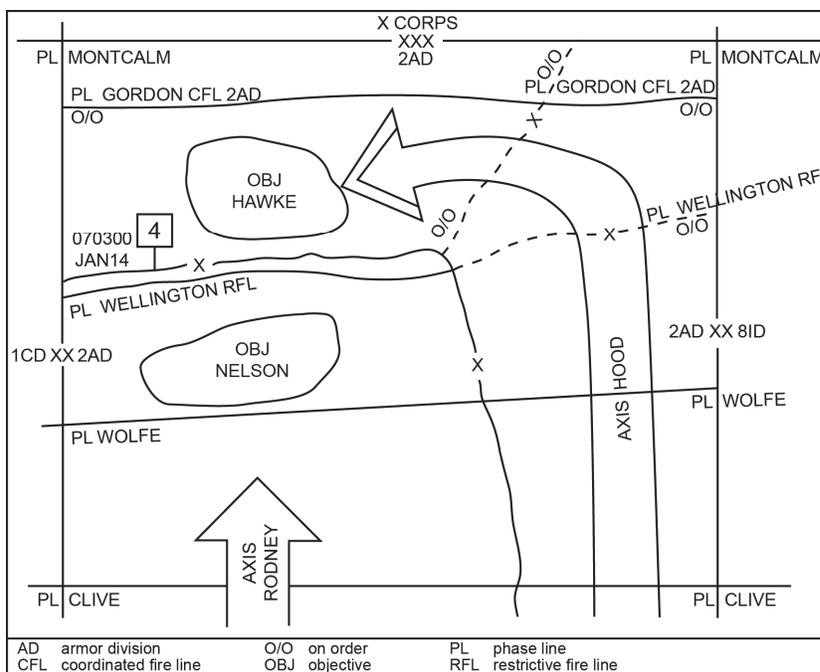 X CORPS
XXX
2AD
PL MONTCALM
PL MONTCALM
O/O
PL GORDON CFL 2AD
O/O
PL GORDON CFL 2AD
O/O
X
OBJ
HAWKE
O/O
PL WELLINGTON RF
O/O
X
4
070300
JAN14
X
PL WELLINGTON RFL
1CD XX 2AD
OBJ
NELSON
X
2AD XX 8ID
AXIS HOOD
PL WOLFE
PL WOLFE
AXIS
RODNEY
PL CLIVE
PL CLIVE
AD armor division O/O on order PL phase line
CFL coordinated fire line OBJ objective RFL restrictive fire line